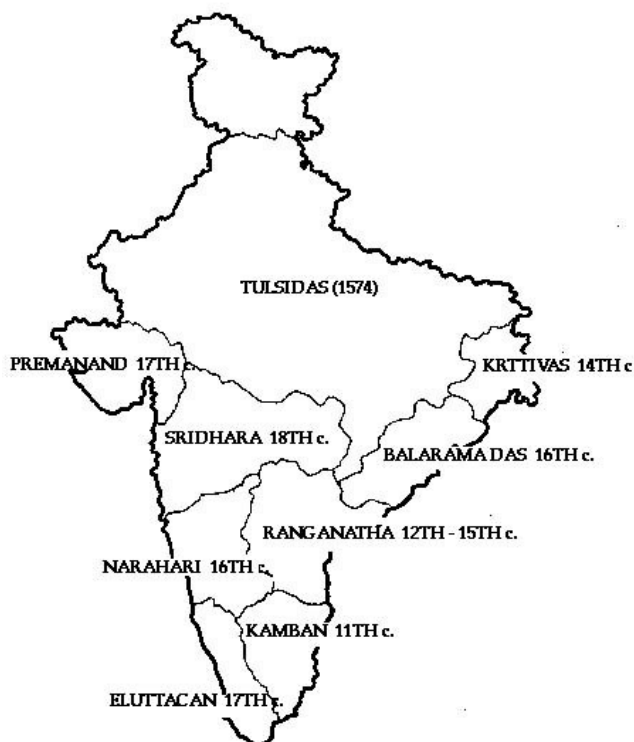 TULSIDAS (1574)
PREMANAND 17TH c.
KRTTIVAS 14TH c
SRIDHARA 18TH c.
BALARÂMA DAS 16TH c.
RANGANATHA 12TH - 15TH c.
NARAHARI 16TH c.
KAMBAN 11TH c.
ELUTTACAN 17TH c.